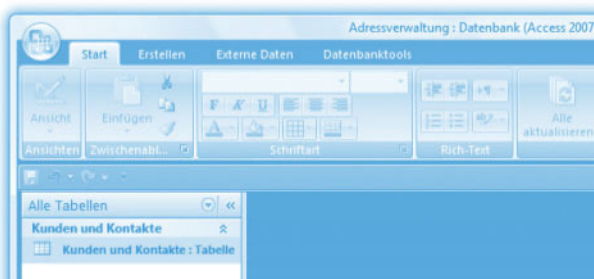 Adressverwaltung : Datenbank (Access 2007
Start Erstellen Externe Daten Datenbanktools
Ansicht Einfügen F K U Alle aktualisieren
Ansichten Zwischenabl... Schriftart Rich-Text
Alle Tabellen
Kunden und Kontakte
Kunden und Kontakte : Tabelle